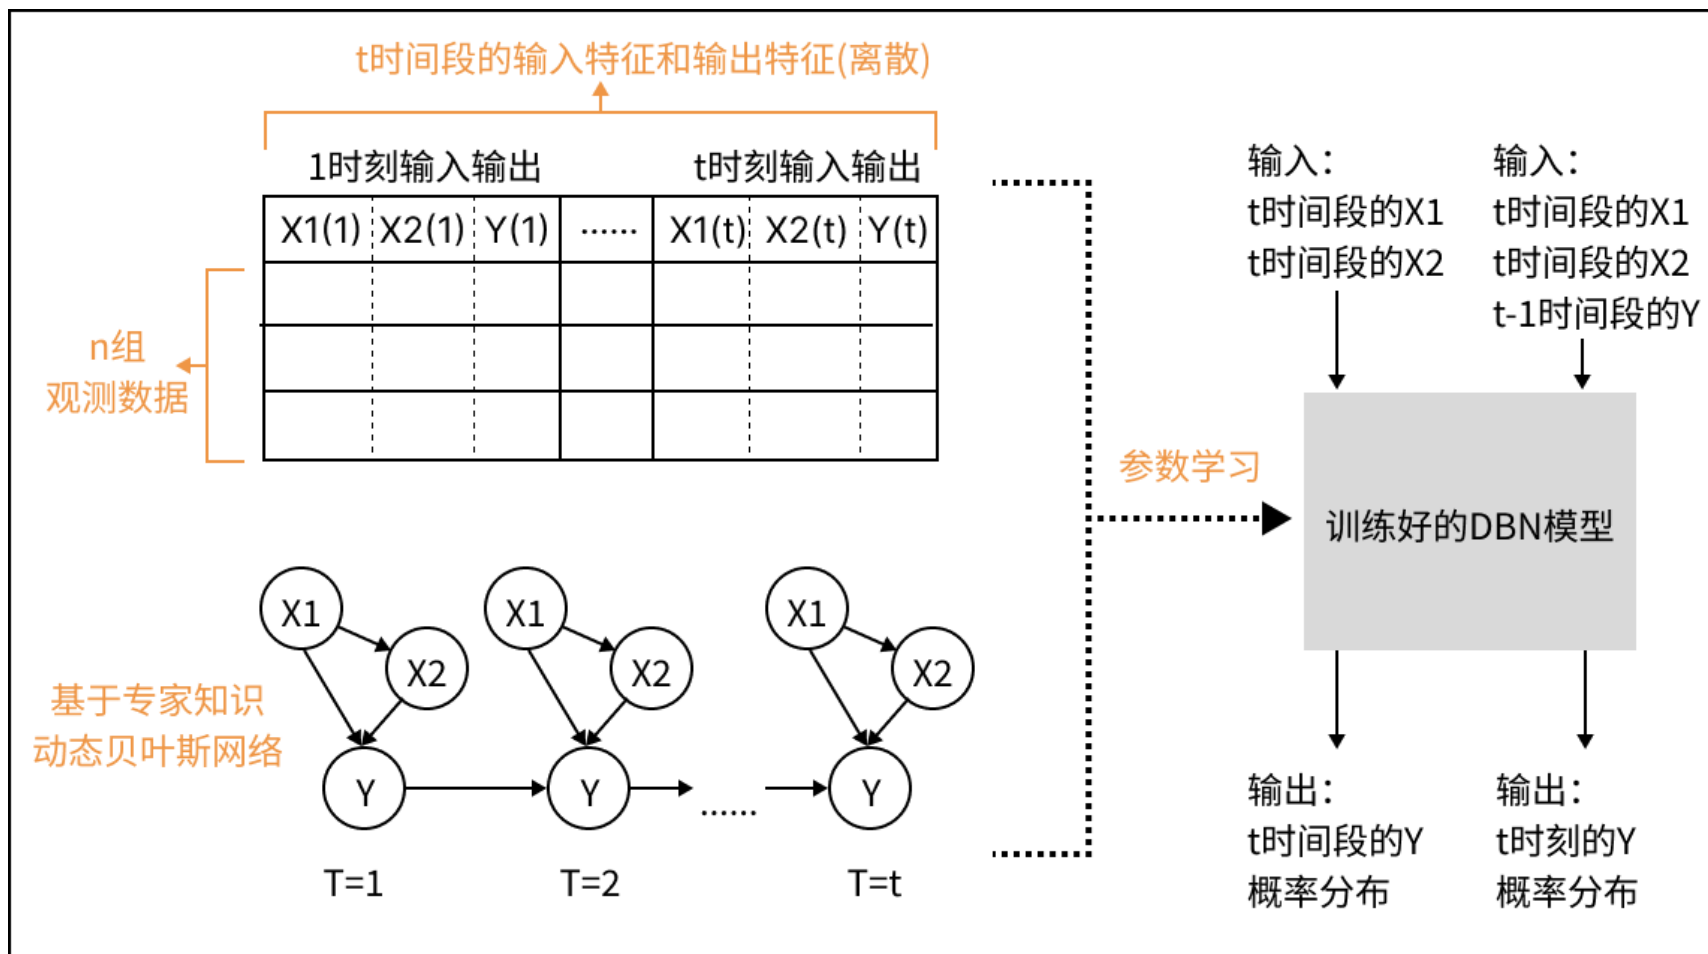 t时间段的输入特征和输出特征(离散)
1时刻输入输出
t时刻输入输出
X1(1) X2(1) Y(1) ...... X1(t) X2(t) Y(t)
n组
观测数据
X1
X2
Y
X1
X2
Y
......
X1
X2
Y
T=1
T=2
T=t
基于专家知识
动态贝叶斯网络
参数学习
输入：
t时间段的X1
t时间段的X2
输入：
t时间段的X1
t时间段的X2
t-1时间段的Y
训练好的DBN模型
输出：
t时间段的Y
概率分布
输出：
t时刻的Y
概率分布